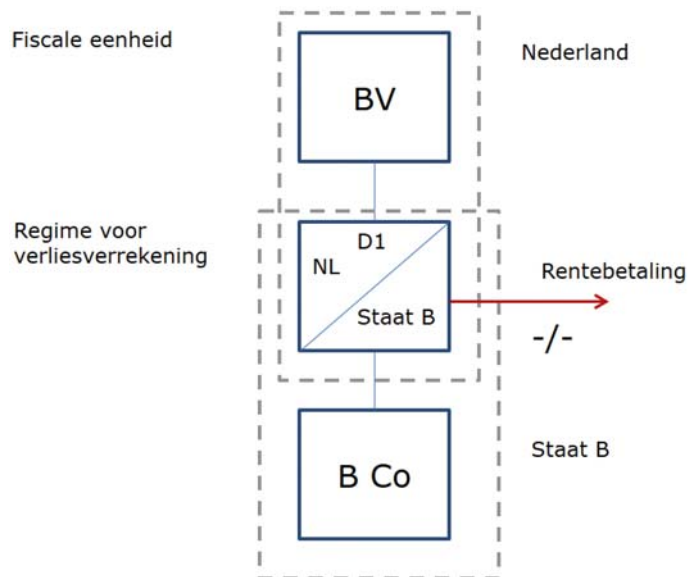 Fiscale eenheid
Nederland
BV
Regime voor
verliesverrekening
D1
NL
Staat B
Rentebetaling
-/-
Staat B
B Co